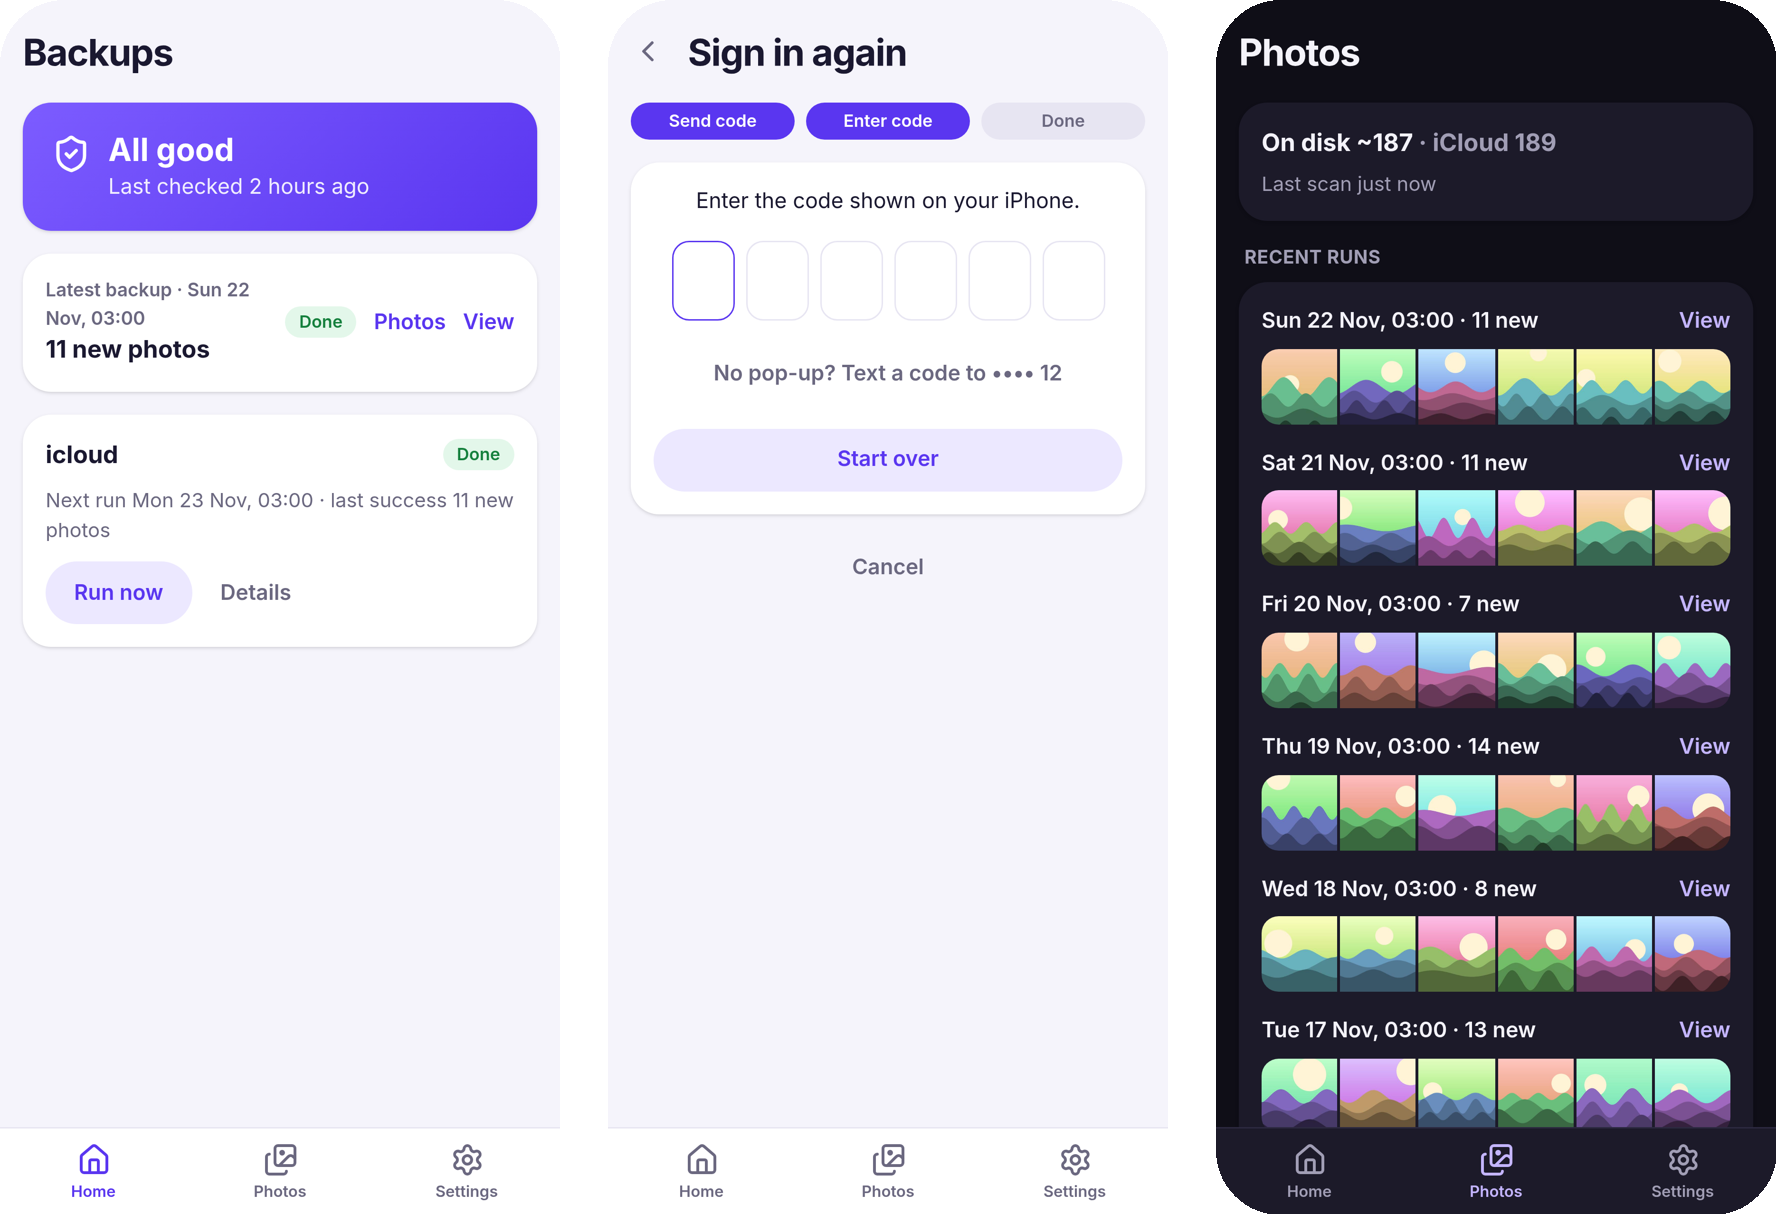 Backups
All good
Last checked 2 hours ago
Latest backup · Sun 22
Nov, 03:00
11 new photos
Done
Photos
View
icloud
Done
Next run Mon 23 Nov, 03:00 · last success 11 new
photos
Run now
Details
Home
Photos
Settings
Sign in again
Send code
Enter code
Done
Enter the code shown on your iPhone.
No pop-up? Text a code to •••• 12
Start over
Cancel
Home
Photos
Settings
Photos
On disk ~187 · iCloud 189
Last scan just now
RECENT RUNS
Sun 22 Nov, 03:00 · 11 new
View
Sat 21 Nov, 03:00 · 11 new
View
Fri 20 Nov, 03:00 · 7 new
View
Thu 19 Nov, 03:00 · 14 new
View
Wed 18 Nov, 03:00 · 8 new
View
Tue 17 Nov, 03:00 · 13 new
View
Home
Photos
Settings